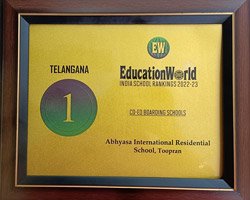 EW
TELANGANA
1
EducationWorld
INDIA SCHOOL RANKINGS 2022-23
CO-ED BOARDING SCHOOLS
Abhyasa International Residential
School, Toopran